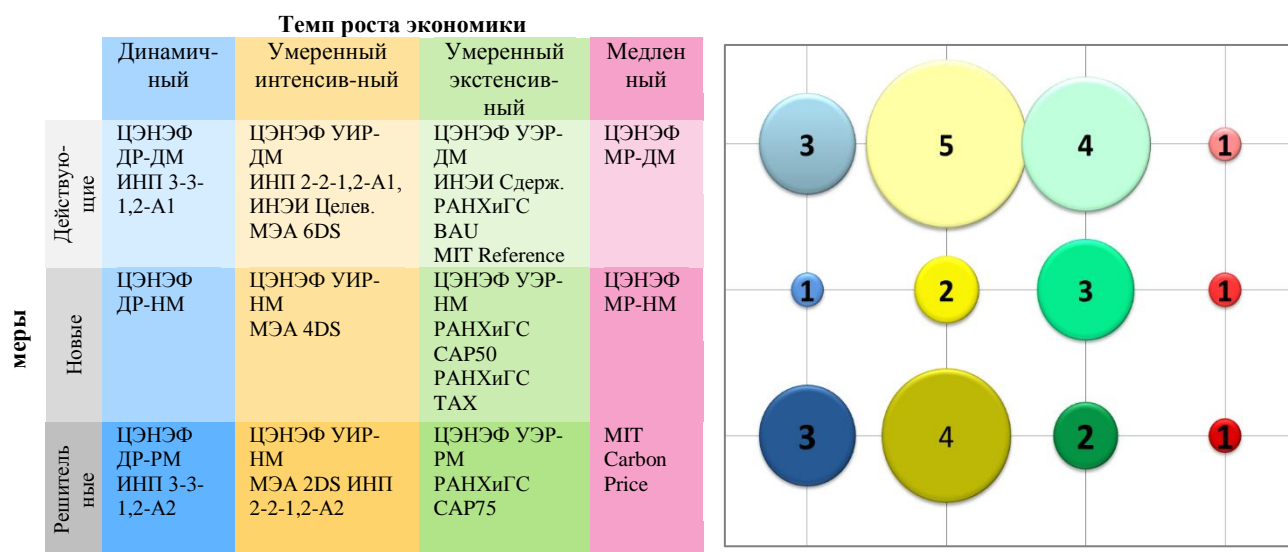 Темп роста экономики
Динамич-
ный
Умеренный
интенсив-ный
Умеренный
экстенсив-
ный
Медлен
ный
меры
Действую-
щие
ЦЭНЭФ
ДР-ДМ
ИНП 3-3-
1,2-А1
ЦЭНЭФ УИР-
ДМ
ИНП 2-2-1,2-А1,
ИНЭИ Целев.
МЭА 6DS
ЦЭНЭФ УЭР-
ДМ
ИНЭИ Сдерж.
РАНХиГС
BAU
MIT Reference
ЦЭНЭФ
МР-ДМ
Новые
ЦЭНЭФ
ДР-НМ
ЦЭНЭФ УИР-
НМ
МЭА 4DS
ЦЭНЭФ УЭР-
НМ
РАНХиГС
CAP50
РАНХиГС
TAX
ЦЭНЭФ
МР-НМ
Решитель
ные
ЦЭНЭФ
ДР-РМ
ИНП 3-3-
1,2-А2
ЦЭНЭФ УИР-
НМ
МЭА 2DS ИНП
2-2-1,2-А2
ЦЭНЭФ УЭР-
РМ
РАНХиГС
CAP75
MIT
Carbon
Price
3 5 4 1
1 2 3 1
3 4 2 1